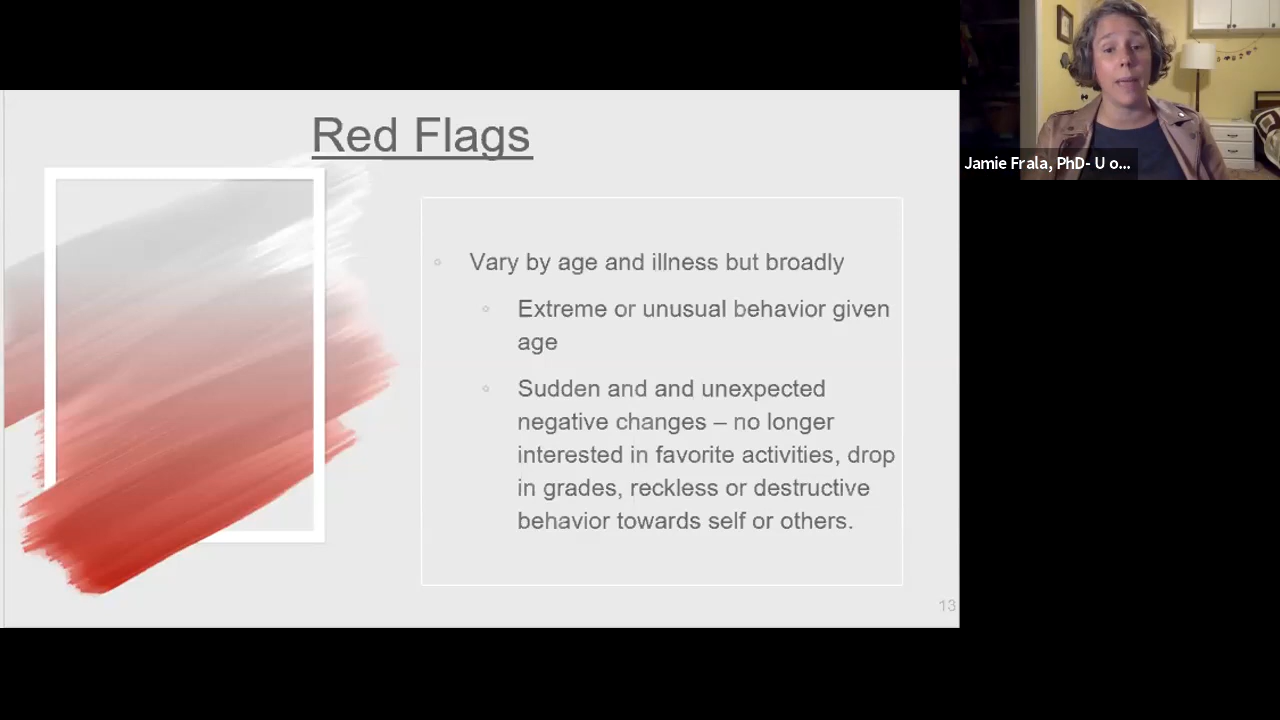 Red Flags
Vary by age and illness but broadly
Extreme or unusual behavior given
age
Sudden and and unexpected
negative changes – no longer
interested in favorite activities, drop
in grades, reckless or destructive
behavior towards self or others.
13
Jamie Frala, PhD- U o...